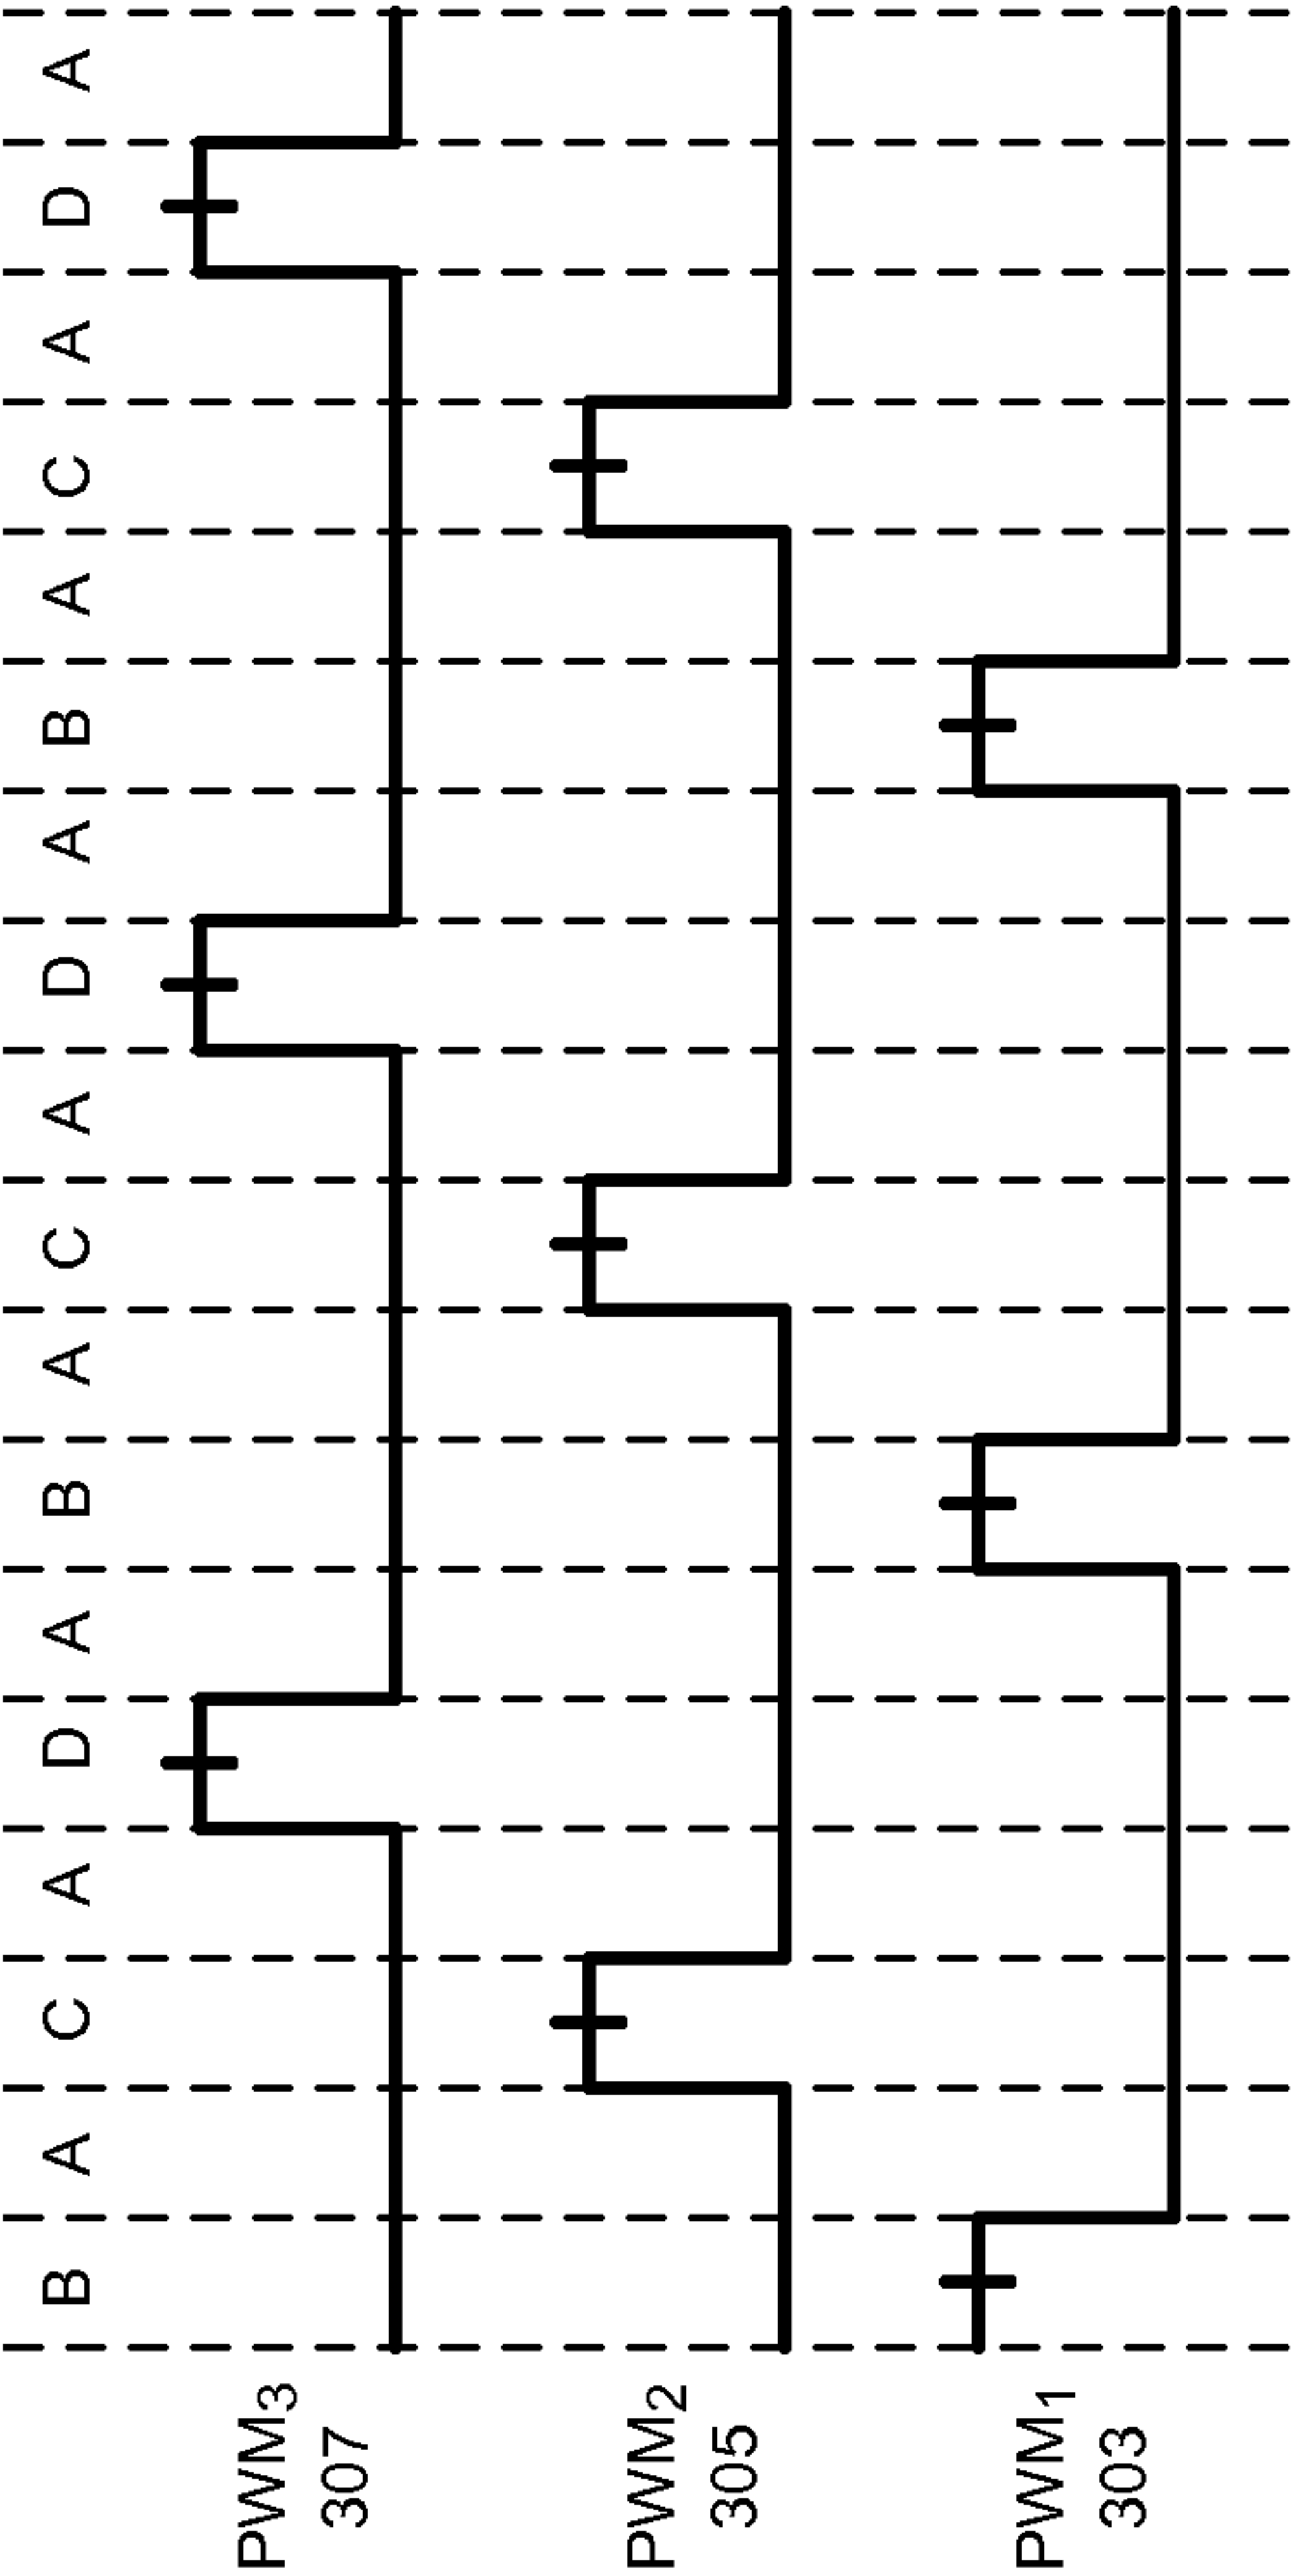 B A C A D A B A C A D A B A C A D A
PWM₃
307
PWM₂
305
PWM₁
303